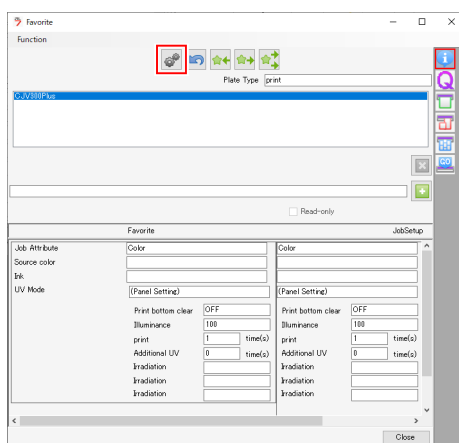 Favorite
Function
Plate Type print
CJV300Plus
Read-only
Favorite JobSetup
Job Attribute Color Color
Source color
Ink
UV Mode (Panel Setting) (Panel Setting)
Print bottom clear OFF Print bottom clear OFF
Illuminance 100 Illuminance 100
print 1 time(s) print 1 time(s)
Additional UV 0 time(s) Additional UV 0 time(s)
Irradiation Irradiation
Irradiation Irradiation
Irradiation Irradiation
Close
i
Q
CO